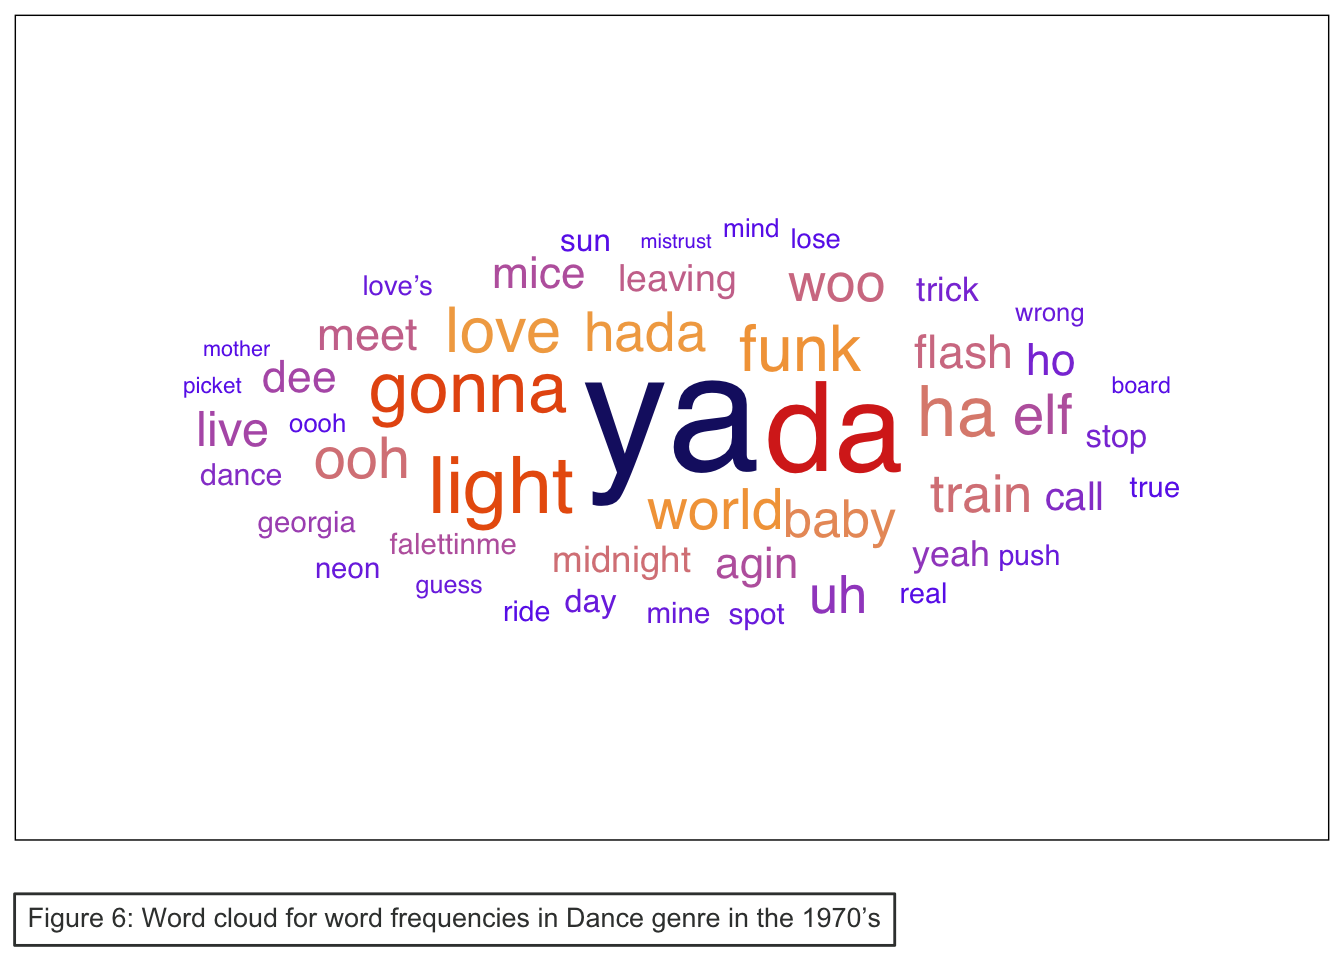 sun mistrust mind lose
love’s mice leaving woo trick
wrong
mother meet love hada funk flash ho
picket dee gonna ya da ha elf board
live oooh stop
dance ooh light world baby train call true
georgia
falettinme midnight agin yeah push
neon guess uh real
ride day mine spot
Figure 6: Word cloud for word frequencies in Dance genre in the 1970’s